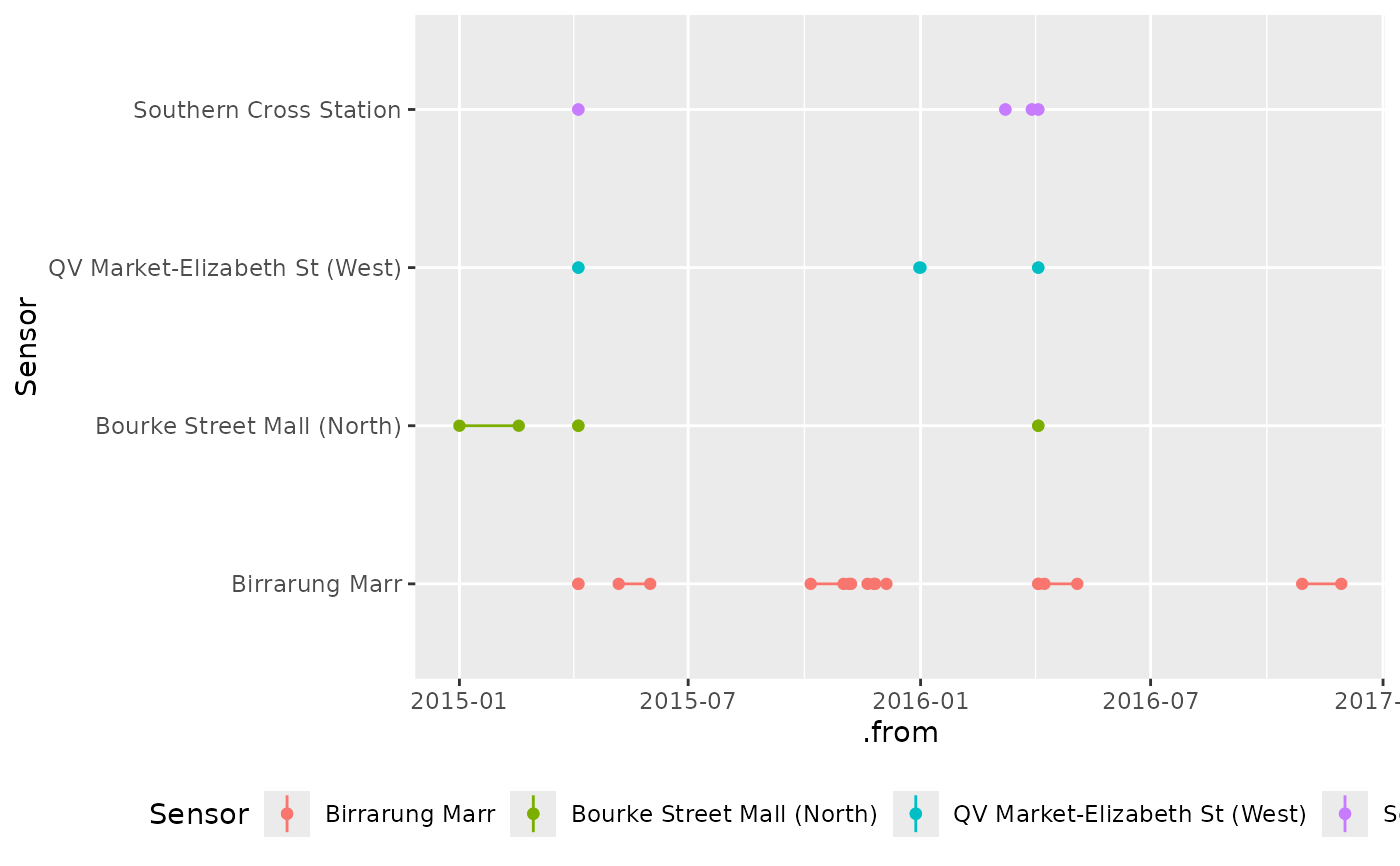 Southern Cross Station
QV Market-Elizabeth St (West)
Bourke Street Mall (North)
Birrarung Marr
Sensor
2015-01 2015-07 2016-01 2016-07 2017-
.from
Sensor Birrarung Marr Bourke Street Mall (North) QV Market-Elizabeth St (West)